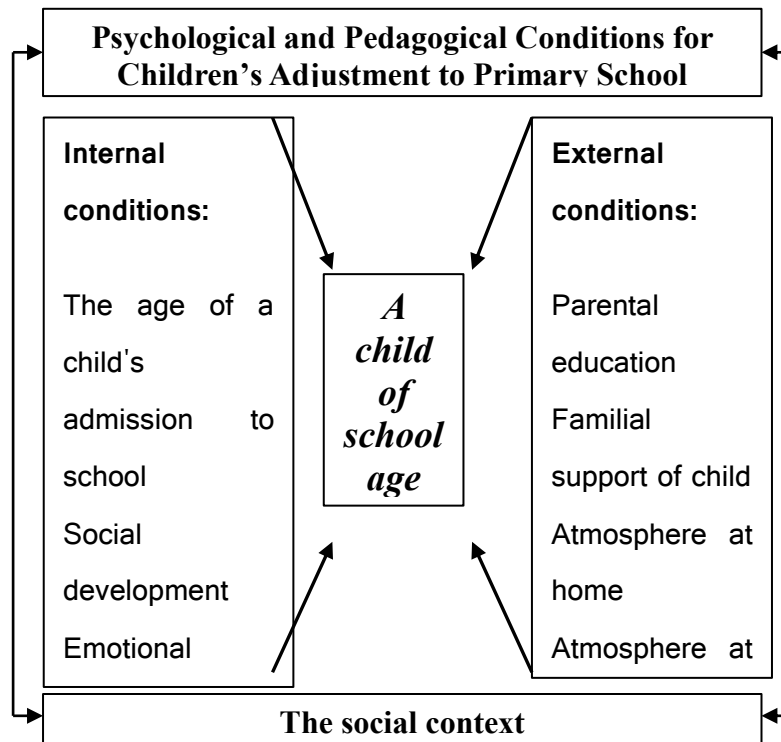 Psychological and Pedagogical Conditions for
Children's Adjustment to Primary School
Internal
conditions:
The age of a
child's
admission to
school
Social
development
Emotional
A
child
of
school
age
External
conditions:
Parental
education
Familial
support of child
Atmosphere at
home
Atmosphere at
The social context